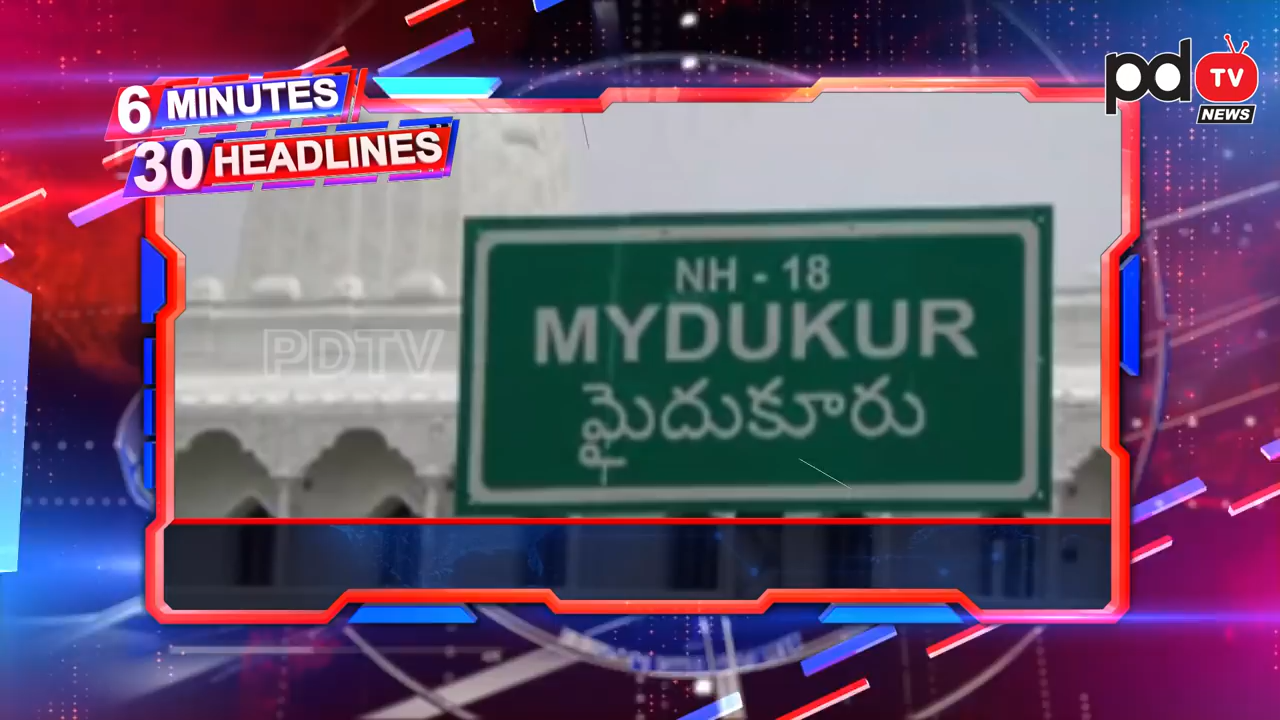 6 MINUTES
30 HEADLINES
pd TV
NEWS
NH - 18
MYDUKUR
మైదుకూరు
PDTV